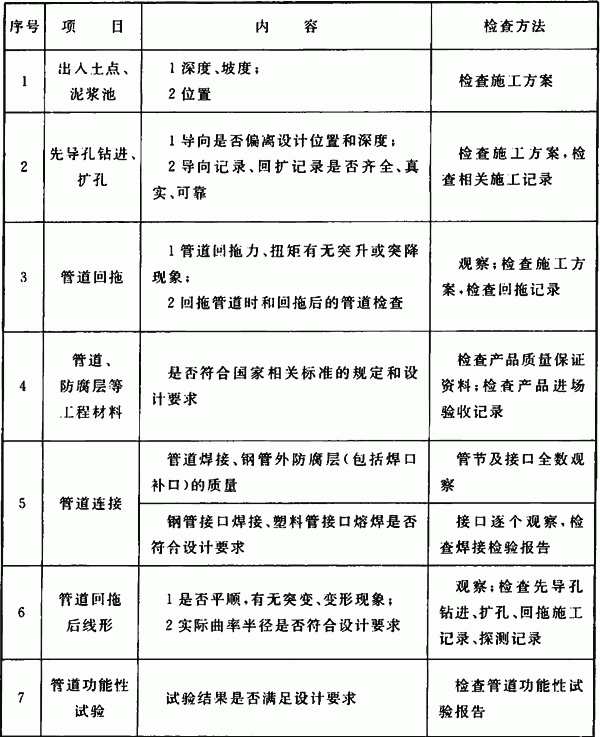 序号 项 目 内 容 检查方法
1
出入土点、
泥浆池
1 深度、坡度；
2 位置
检查施工方案
2
先导孔钻进、
扩孔
1 导向是否偏离设计位置和深度；
2 导向记录、回扩记录是否齐全、真
实、可靠
检查施工方案，检
查相关施工记录
3
管道回拖
1 管道回拖力、扭矩有无突升或突降
现象；
2 回拖管道时和回拖后的管道检查
观察；检查施工方
案，检查回拖记录
4
管道、
防腐层等
工程材料
是否符合国家相关标准的规定和设
计要求
检查产品质量保证
资料；检查产品进场
验收记录
5
管道连接
管道焊接、钢管外防腐层（包括焊口
补口）的质量
管节及接口全数观
察
钢管接口焊接、塑料管接口熔焊是否
符合设计要求
接口逐个观察，检
查焊接检验报告
6
管道回拖
后线形
1 是否平顺，有无突变、变形现象；
2 实际曲率半径是否符合设计要求
观察；检查先导孔
钻进、扩孔、回拖施工
记录、探测记录
7
管道功能性
试验
试验结果是否满足设计要求
检查管道功能性试
验报告